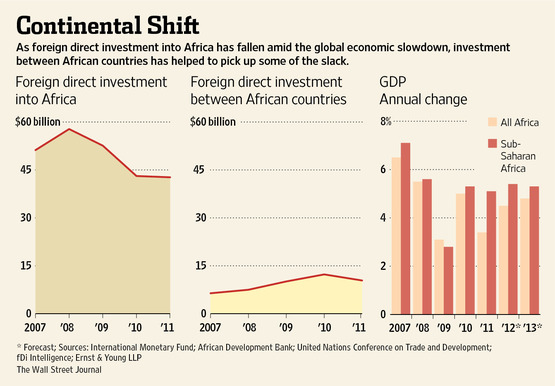 Continental Shift
As foreign direct investment into Africa has fallen amid the global economic slowdown, investment
between African countries has helped to pick up some of the slack.
Foreign direct investment
into Africa
$60 billion
45
30
15
0
2007 '08 '09 '10 '11
Foreign direct investment
between African countries
$60 billion
45
30
15
0
2007 '08 '09 '10 '11
GDP
Annual change
8%
6
4
2
0
All Africa
Sub-
Saharan
Africa
2007 '08 '09 '10 '11 '12* '13*
* Forecast; Sources: International Monetary Fund; African Development Bank; United Nations Conference on Trade and Development;
fDi Intelligence; Ernst & Young LLP
The Wall Street Journal